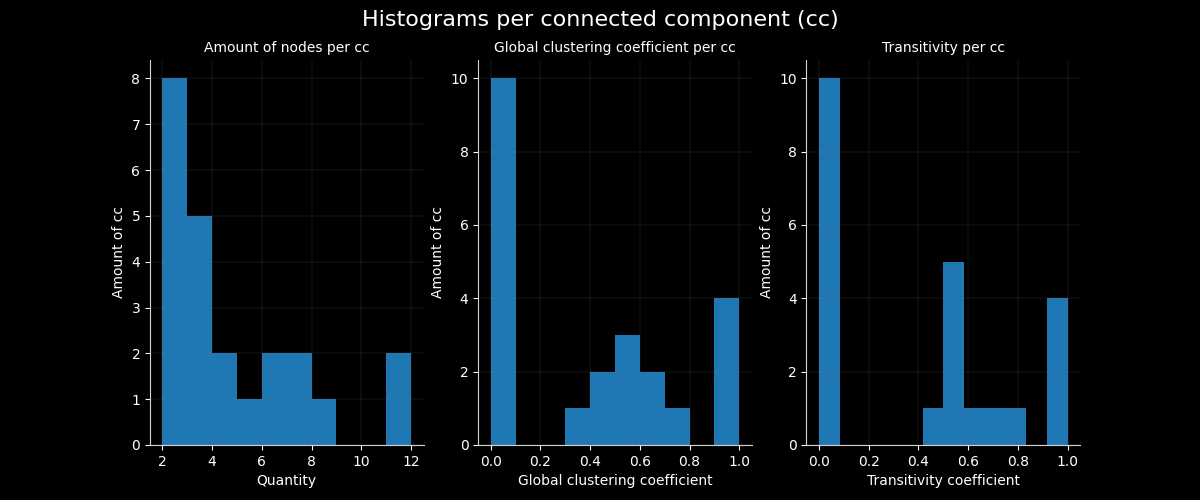 Histograms per connected component (cc)
Amount of nodes per cc
Global clustering coefficient per cc
Transitivity per cc
8
7
6
5
4
3
2
1
0
Amount of cc
2 4 6 8 10 12
Quantity
10
8
6
4
2
0
Amount of cc
0.0 0.2 0.4 0.6 0.8 1.0
Global clustering coefficient
10
8
6
4
2
0
Amount of cc
0.0 0.2 0.4 0.6 0.8 1.0
Transitivity coefficient